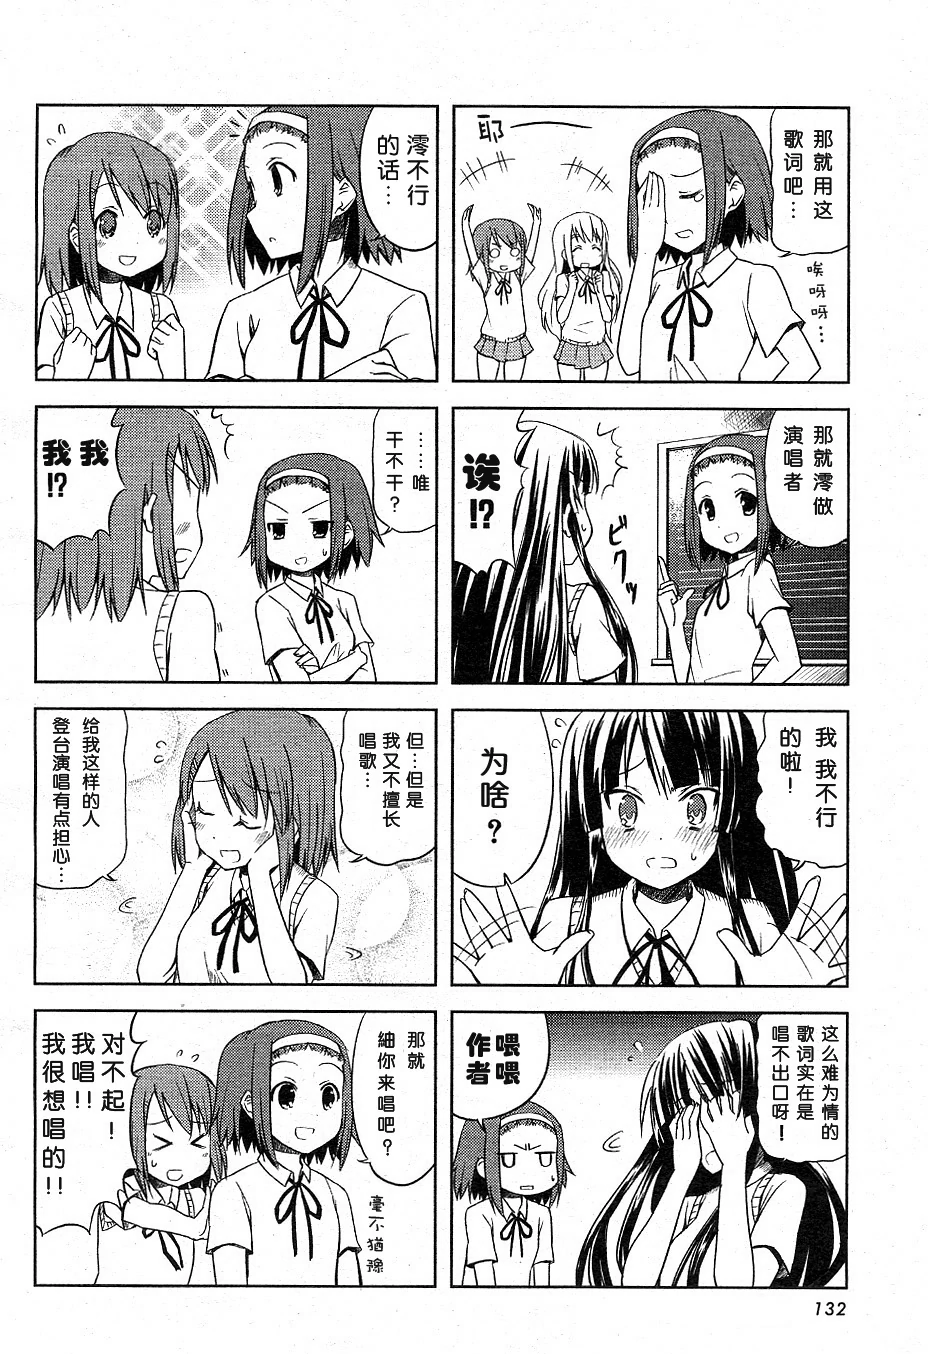 那就用这
歌词吧…
耶
唉呀呀…
那就澪做
演唱者
诶!?
ビクッ
我我不行
的啦！
为啥？
这么难为情的
歌词实在是
唱不出口呀!
喂喂
作者
澪不行
的话…
……唯
干不干？
我我
!?
但…但是
我又不擅长
唱歌…
给我这样的人
登台演唱有点担心…
那就
紬你来唱吧？
毫不犹豫
对不起！
我唱!!
我很想唱的!!
132